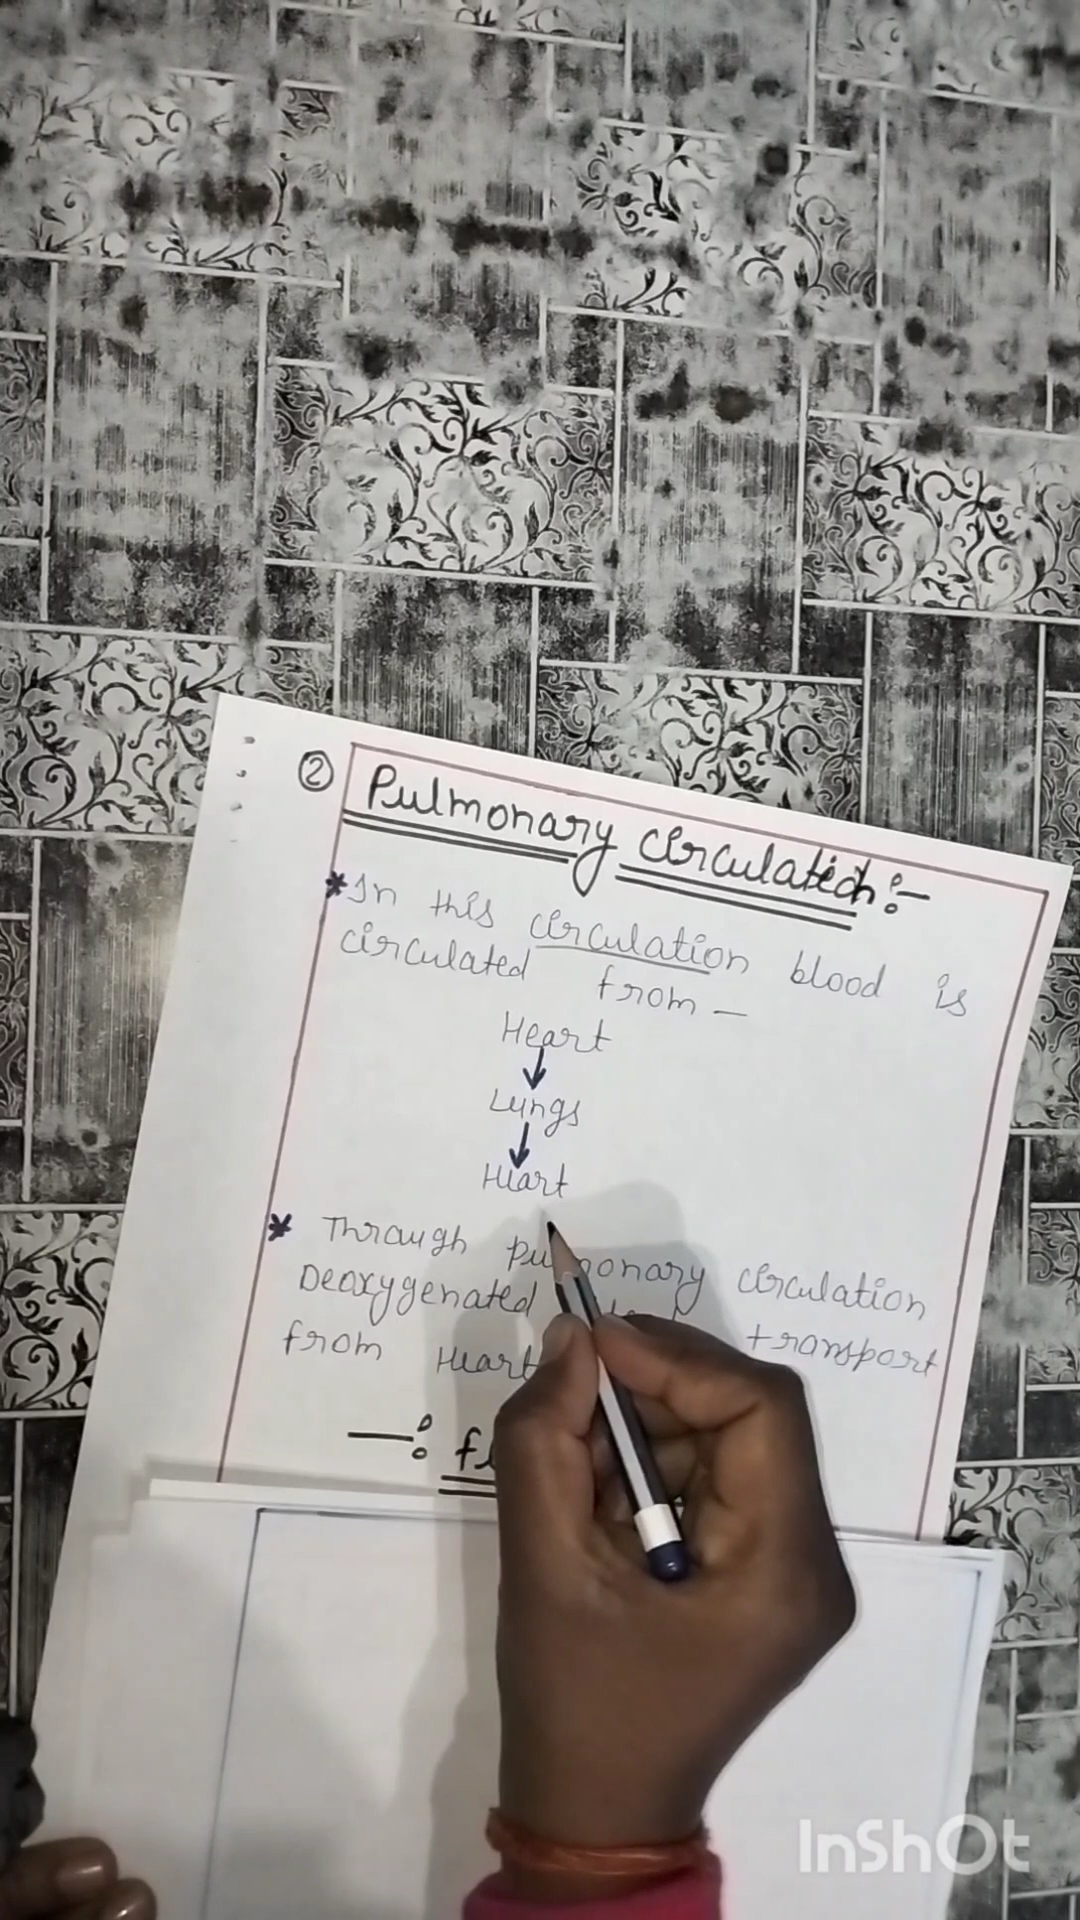 ② Pulmonary circulation:-
*In this circulation blood is
circulated from –
Heart
↓
Lungs
↓
Heart
* Through pulmonary circulation
Deoxygenated transport
from Heart
—:
InShOt